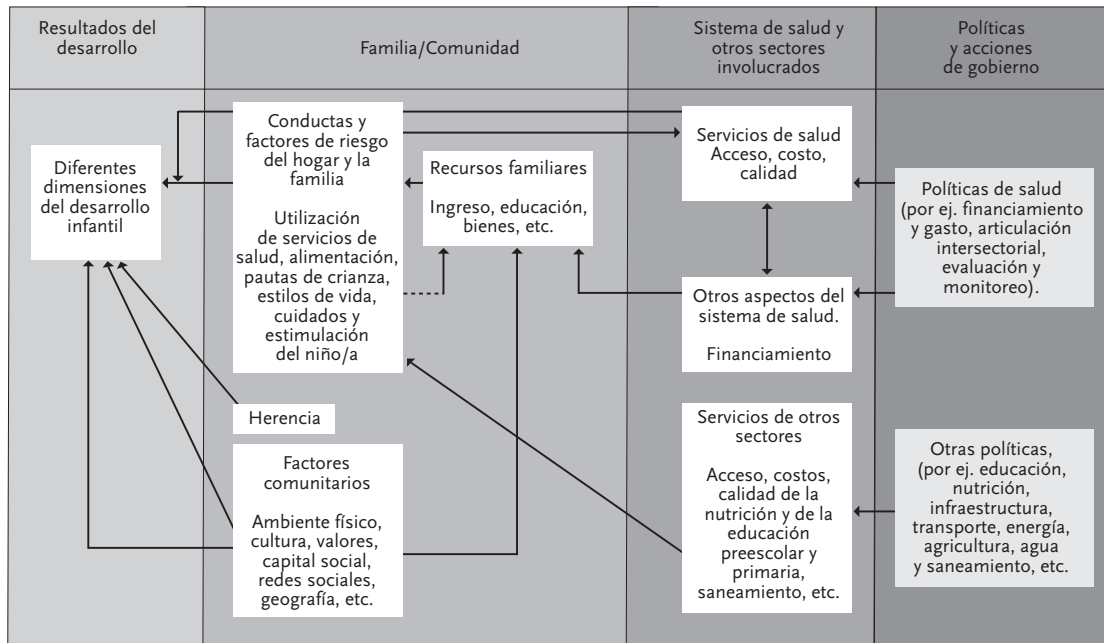 Resultados del
desarrollo
Familia/Comunidad
Sistema de salud y
otros sectores
involucrados
Políticas
y acciones
de gobierno
Diferentes
dimensiones
del desarrollo
infantil
Conductas y
factores de riesgo
del hogar y la
familia
Utilización
de servicios de
salud, alimentación,
pautas de crianza,
estilos de vida,
cuidados y
estimulación
del niño/a
Recursos familiares
Ingreso, educación,
bienes, etc.
Herencia
Factores
comunitarios
Ambiente físico,
cultura, valores,
capital social,
redes sociales,
geografía, etc.
Servicios de salud
Acceso, costo,
calidad
Otros aspectos del
sistema de salud.
Financiamiento
Servicios de otros
sectores
Acceso, costos,
calidad de la
nutrición y de la
educación
preescolar y
primaria,
saneamiento, etc.
Políticas de salud
(por ej. financiamiento
y gasto, articulación
intersectorial,
evaluación y
monitoreo).
Otras políticas,
(por ej. educación,
nutrición,
infraestructura,
transporte, energía,
agricultura, agua
y saneamiento, etc.